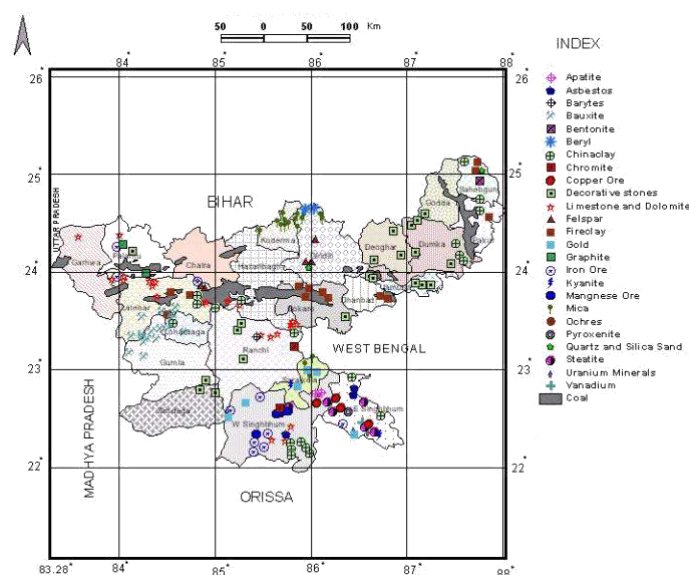 50 0 50 100 Km
INDEX
84° 85° 86° 87° 88°
26° 26°
Apatite
Asbestos
Barytes
Bauxite
Bentonite
Beryl
Chinaclay
Chromite
Copper Ore
Decorative stones
Limestone and Dolomite
Felspar
Fireclay
Gold
Graphite
Iron Ore
Kyanite
Mangnese Ore
Mica
Ochres
Pyroxenite
Quartz and Silica Sand
Steatite
Uranium Minerals
Vanadium
Coal
25° 25°
Sahebgunj
BIHAR
Godda
UTTAR PRADESH
Koderma
Dumka
Pakur
Deoghar
Garhwa
Chatra
Hazaribagh
Giridih
24° 24°
Latehar
Bokaro
Dhanbad
Lohardaga
WEST BENGAL
Ranchi
23° 23°
Gumla
MADHYA PRADESH
Simdega
W Singhbhum
E Singhbhum
22° 22°
ORISSA
83.28° 84° 85° 86° 87° 88°